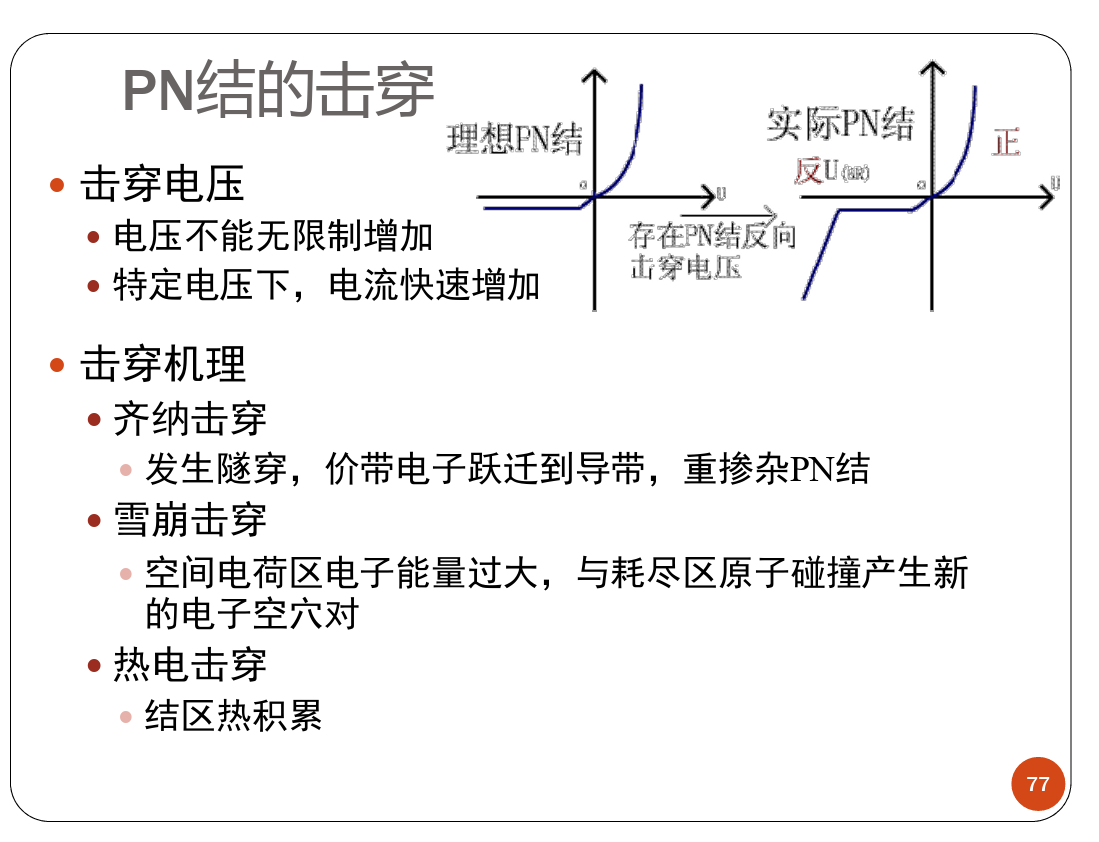 PN结的击穿
理想PN结
o
U
存在PN结反向
击穿电压
实际PN结
正
反U(BR)
o
U
击穿电压
电压不能无限制增加
特定电压下，电流快速增加
击穿机理
齐纳击穿
发生隧穿，价带电子跃迁到导带，重掺杂PN结
雪崩击穿
空间电荷区电子能量过大，与耗尽区原子碰撞产生新
的电子空穴对
热电击穿
结区热积累
77